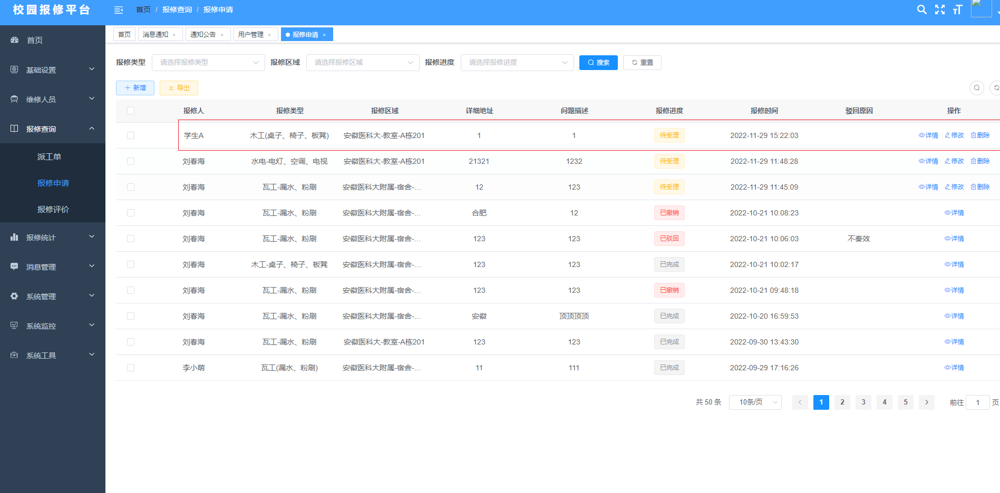 校园报修平台
首页 / 报修查询 / 报修申请
首页 消息通知 × 通知公告 × 用户管理 × 报修申请 ×
首页
基础设置
维修人员
报修查询
派工单
报修申请
报修评价
报修统计
消息管理
系统管理
系统监控
系统工具
报修类型 请选择报修类型 报修区域 请选择报修区域 报修进度 请选择报修进度 搜索 重置
新增 导出
报修人 报修类型 报修区域 详细地址 问题描述 报修进度 报修时间 驳回原因 操作
学生A 木工(桌子、椅子、板凳) 安徽医科大-教室-A栋201 1 1 待受理 2022-11-29 15:22:03 详情 修改 删除
刘春海 水电-电灯、空调、电视 安徽医科大-教室-A栋201 21321 1232 待受理 2022-11-29 11:48:28 详情 修改 删除
刘春海 瓦工-漏水、粉刷 安徽医科大附属-宿舍-... 12 123 待受理 2022-11-29 11:45:09 详情 修改 删除
刘春海 瓦工-漏水、粉刷 安徽医科大附属-宿舍-... 合肥 12 已撤销 2022-10-21 10:08:23 详情
刘春海 瓦工-漏水、粉刷 安徽医科大附属-宿舍-... 123 123 已驳回 2022-10-21 10:06:03 不奏效 详情
刘春海 木工-桌子、椅子、板凳 安徽医科大附属-宿舍-... 123 123 已完成 2022-10-21 10:02:17 详情
刘春海 瓦工-漏水、粉刷 安徽医科大附属-宿舍-... 123 123 已撤销 2022-10-21 09:48:18 详情
刘春海 瓦工-漏水、粉刷 安徽医科大附属-宿舍-... 安徽 顶顶顶顶 已完成 2022-10-20 16:59:53 详情
刘春海 瓦工-漏水、粉刷 安徽医科大-教室-A栋201 123 123 已完成 2022-09-30 13:43:30 详情
李小萌 瓦工(漏水、粉刷) 安徽医科大附属-宿舍-... 11 111 已完成 2022-09-29 17:16:26 详情
共 50 条 10条/页 1 2 3 4 5 前往 1 页